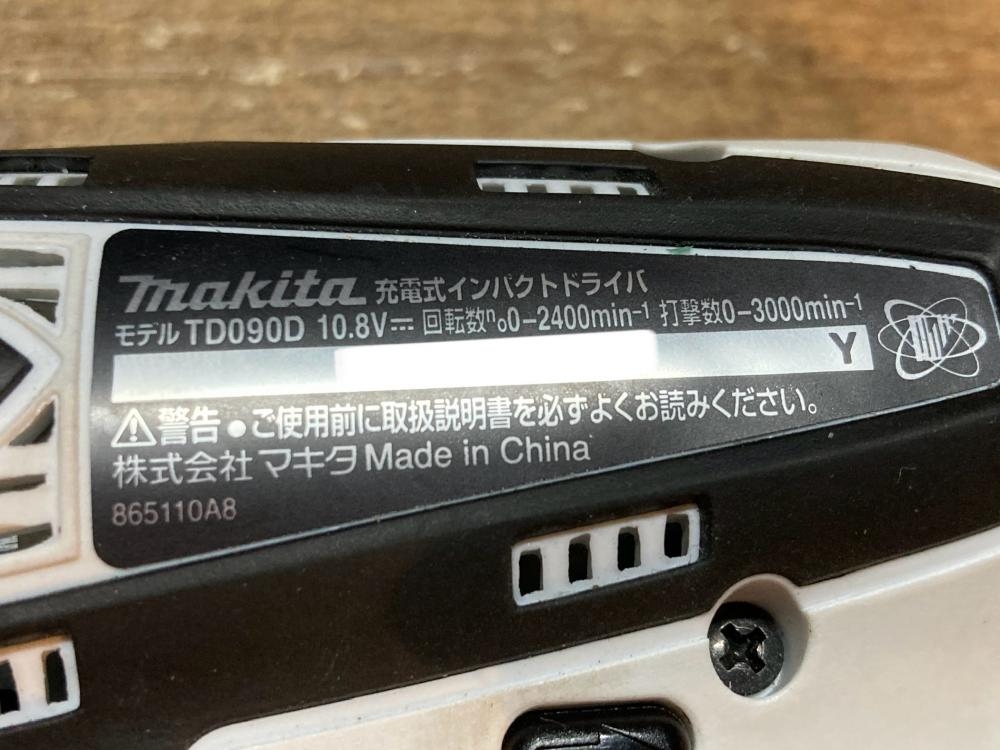 makita 充電式インパクトドライバ
モデル TD090D 10.8V⎓ 回転数n₀0-2400min⁻¹ 打撃数0-3000min⁻¹
Y
⚠警告 ●ご使用前に取扱説明書を必ずよくお読みください。
株式会社 マキタ Made in China
865110A8